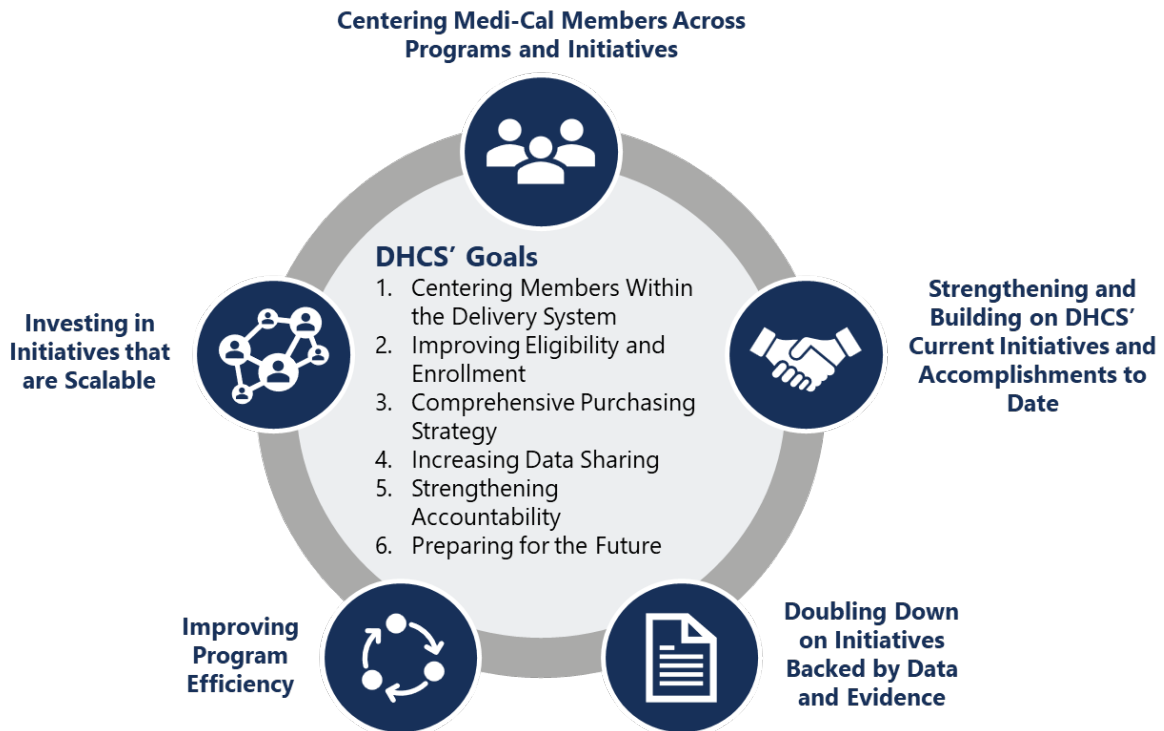 Centering Medi-Cal Members Across
Programs and Initiatives
DHCS’ Goals
1. Centering Members Within
the Delivery System
2. Improving Eligibility and
Enrollment
3. Comprehensive Purchasing
Strategy
4. Increasing Data Sharing
5. Strengthening
Accountability
6. Preparing for the Future
Strengthening and
Building on DHCS’
Current Initiatives and
Accomplishments to
Date
Doubling Down
on Initiatives
Backed by Data
and Evidence
Improving
Program
Efficiency
Investing in
Initiatives that
are Scalable